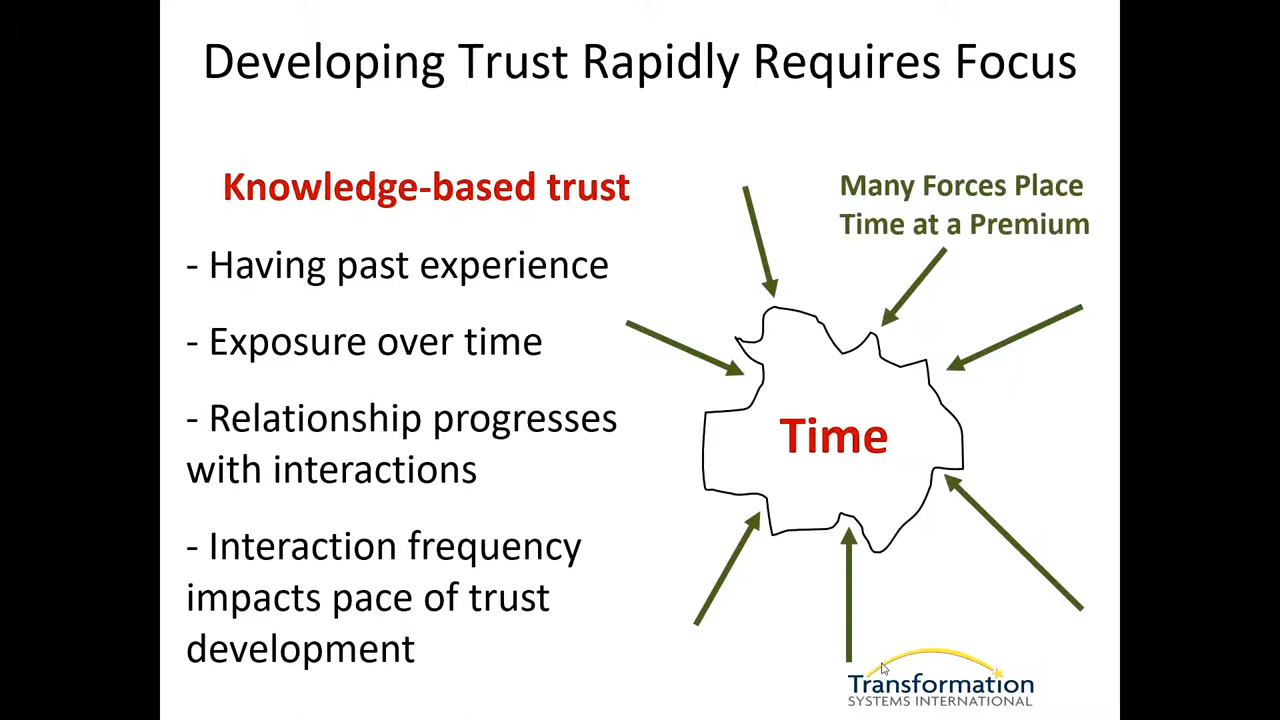 Developing Trust Rapidly Requires Focus
Knowledge-based trust
- Having past experience
- Exposure over time
- Relationship progresses
with interactions
- Interaction frequency
impacts pace of trust
development
Many Forces Place
Time at a Premium
Time
Transformation
SYSTEMS INTERNATIONAL